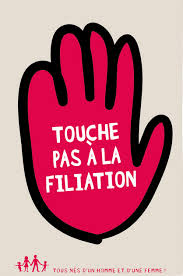 TOUCHE
PAS À LA
FILIATION
TOUS NÉS D'UN HOMME ET D'UNE FEMME !